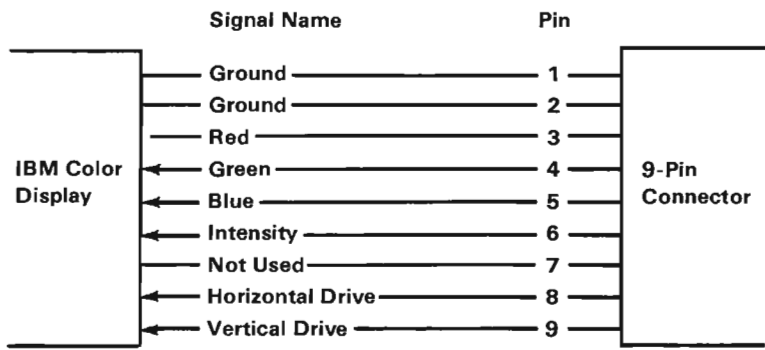 Signal Name Pin
Ground 1
Ground 2
Red 3
IBM Color
Display
Green 4
9-Pin
Connector
Blue 5
Intensity 6
Not Used 7
Horizontal Drive 8
Vertical Drive 9